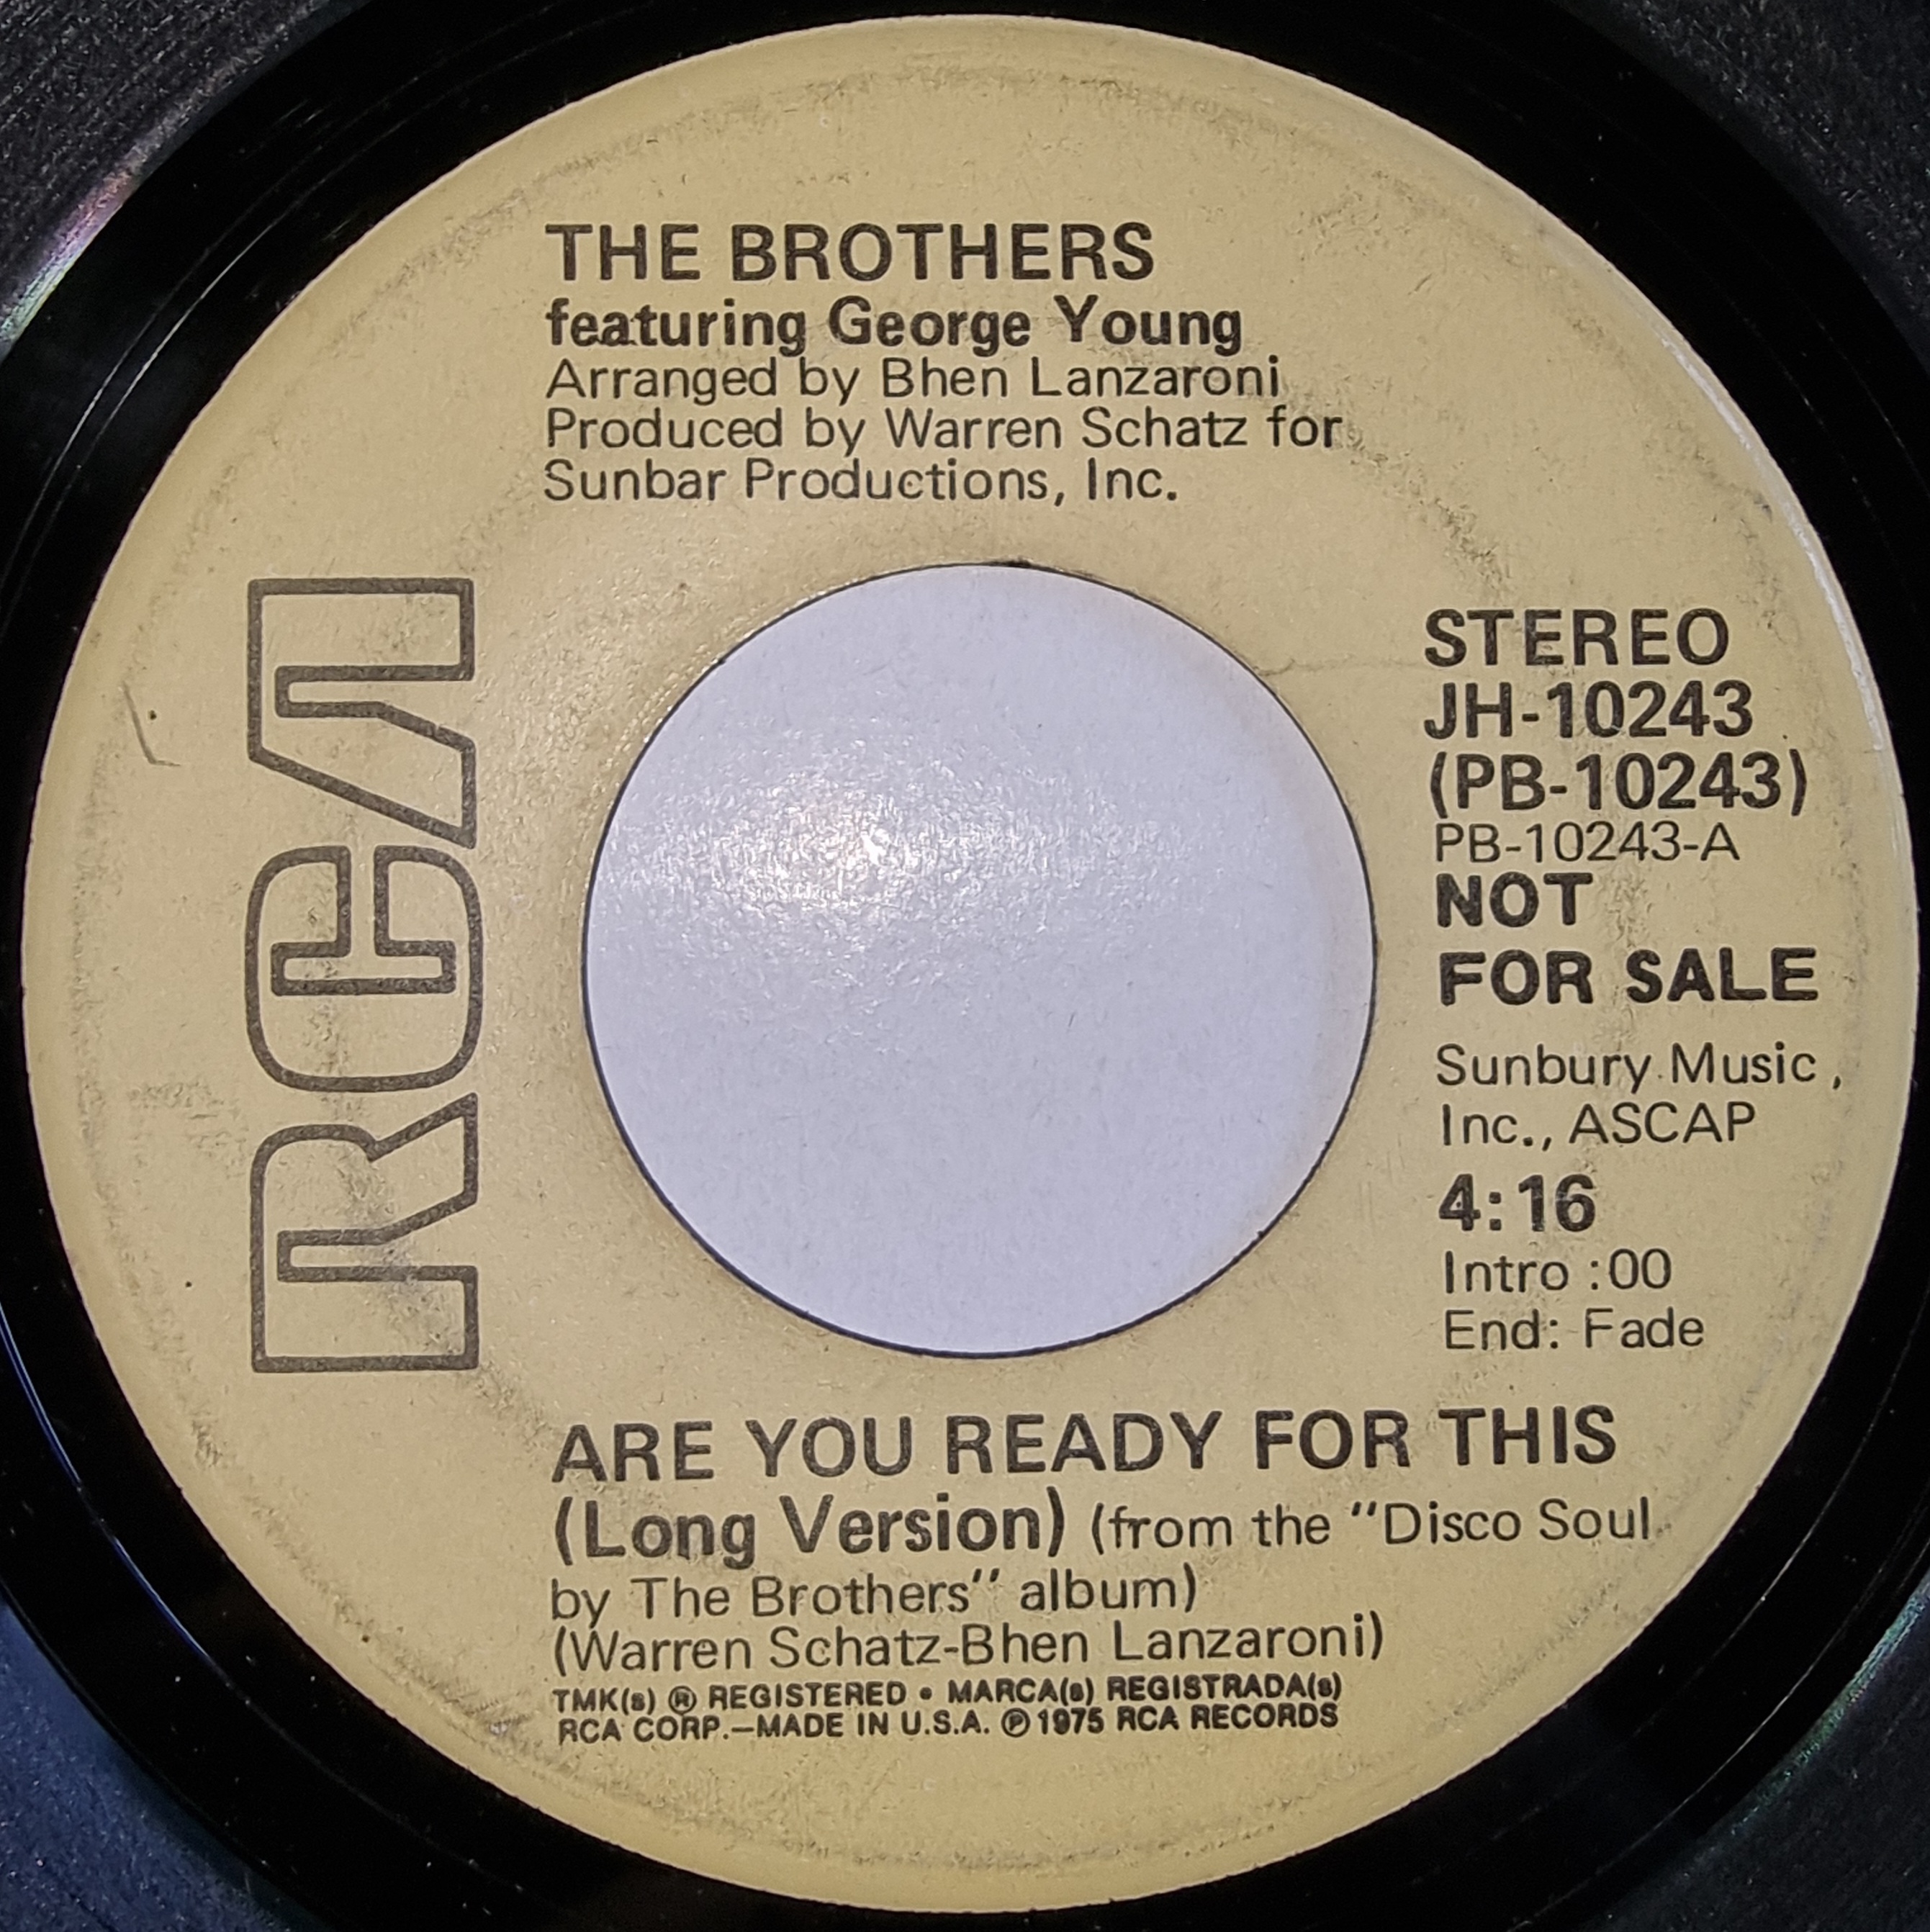 THE BROTHERS
featuring George Young
Arranged by Bhen Lanzaroni
Produced by Warren Schatz for
Sunbar Productions, Inc.
RCA
STEREO
JH-10243
(PB-10243)
PB-10243-A
NOT
FOR SALE
Sunbury Music,
Inc., ASCAP
4:16
Intro :00
End: Fade
ARE YOU READY FOR THIS
(Long Version) (from the "Disco Soul
by The Brothers" album)
(Warren Schatz-Bhen Lanzaroni)
TMK(s) ® REGISTERED • MARCA(s) REGISTRADA(s)
RCA CORP.—MADE IN U.S.A. ℗ 1975 RCA RECORDS